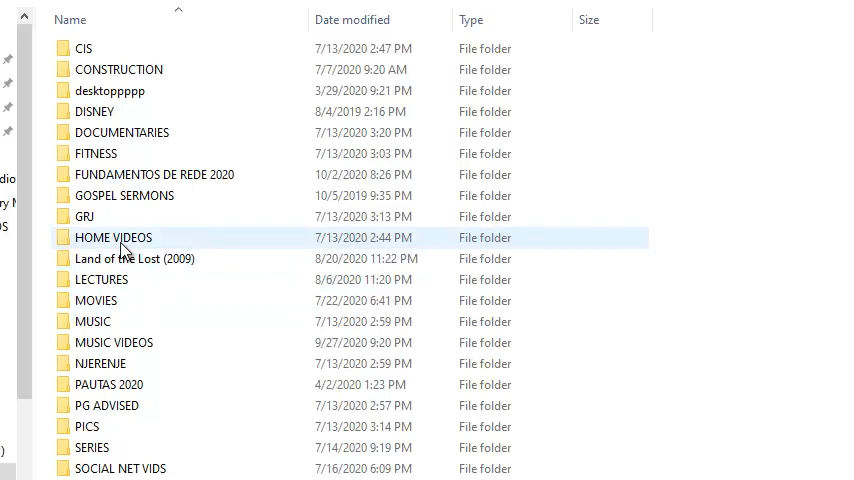 Name Date modified Type Size
CIS 7/13/2020 2:47 PM File folder
CONSTRUCTION 7/7/2020 9:20 AM File folder
desktoppppp 3/29/2020 9:21 PM File folder
DISNEY 8/4/2019 2:16 PM File folder
DOCUMENTARIES 7/13/2020 3:20 PM File folder
FITNESS 7/13/2020 3:03 PM File folder
FUNDAMENTOS DE REDE 2020 10/2/2020 8:26 PM File folder
dio
GOSPEL SERMONS 10/5/2019 9:35 PM File folder
ry M
GRJ 7/13/2020 3:13 PM File folder
OS
HOME VIDEOS 7/13/2020 2:44 PM File folder
Land of the Lost (2009) 8/20/2020 11:22 PM File folder
LECTURES 8/6/2020 11:20 PM File folder
MOVIES 7/22/2020 6:41 PM File folder
MUSIC 7/13/2020 2:59 PM File folder
MUSIC VIDEOS 9/27/2020 9:20 PM File folder
NJERENJE 7/13/2020 2:59 PM File folder
PAUTAS 2020 4/2/2020 1:23 PM File folder
PG ADVISED 7/13/2020 2:57 PM File folder
PICS 7/13/2020 3:14 PM File folder
SERIES 7/14/2020 9:19 PM File folder
)
SOCIAL NET VIDS 7/16/2020 6:09 PM File folder